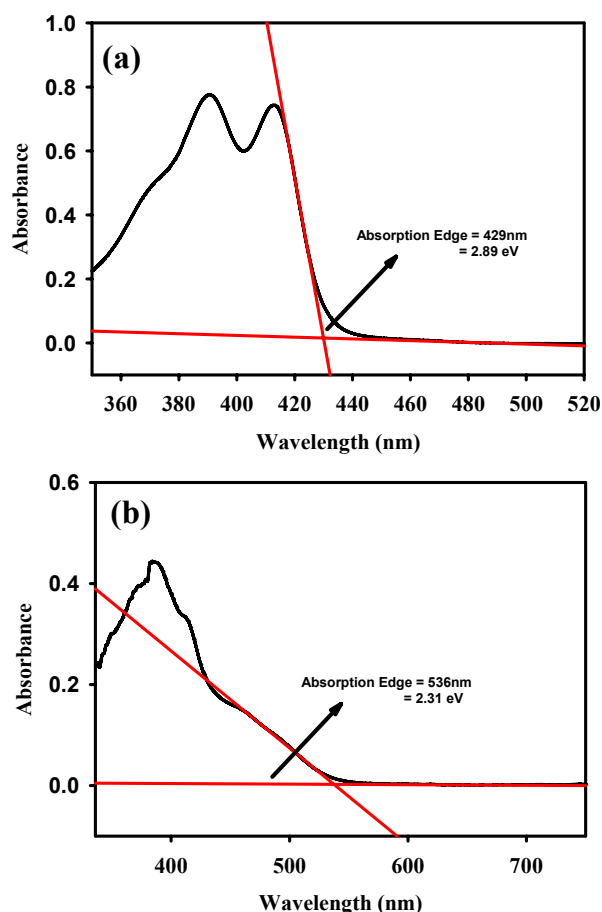 (a)
1.0
0.8
0.6
0.4
0.2
0.0
Absorbance
Absorption Edge = 429nm
= 2.89 eV
360 380 400 420 440 460 480 500 520
Wavelength (nm)
(b)
0.6
0.4
0.2
0.0
Absorbance
Absorption Edge = 536nm
= 2.31 eV
400 500 600 700
Wavelength (nm)